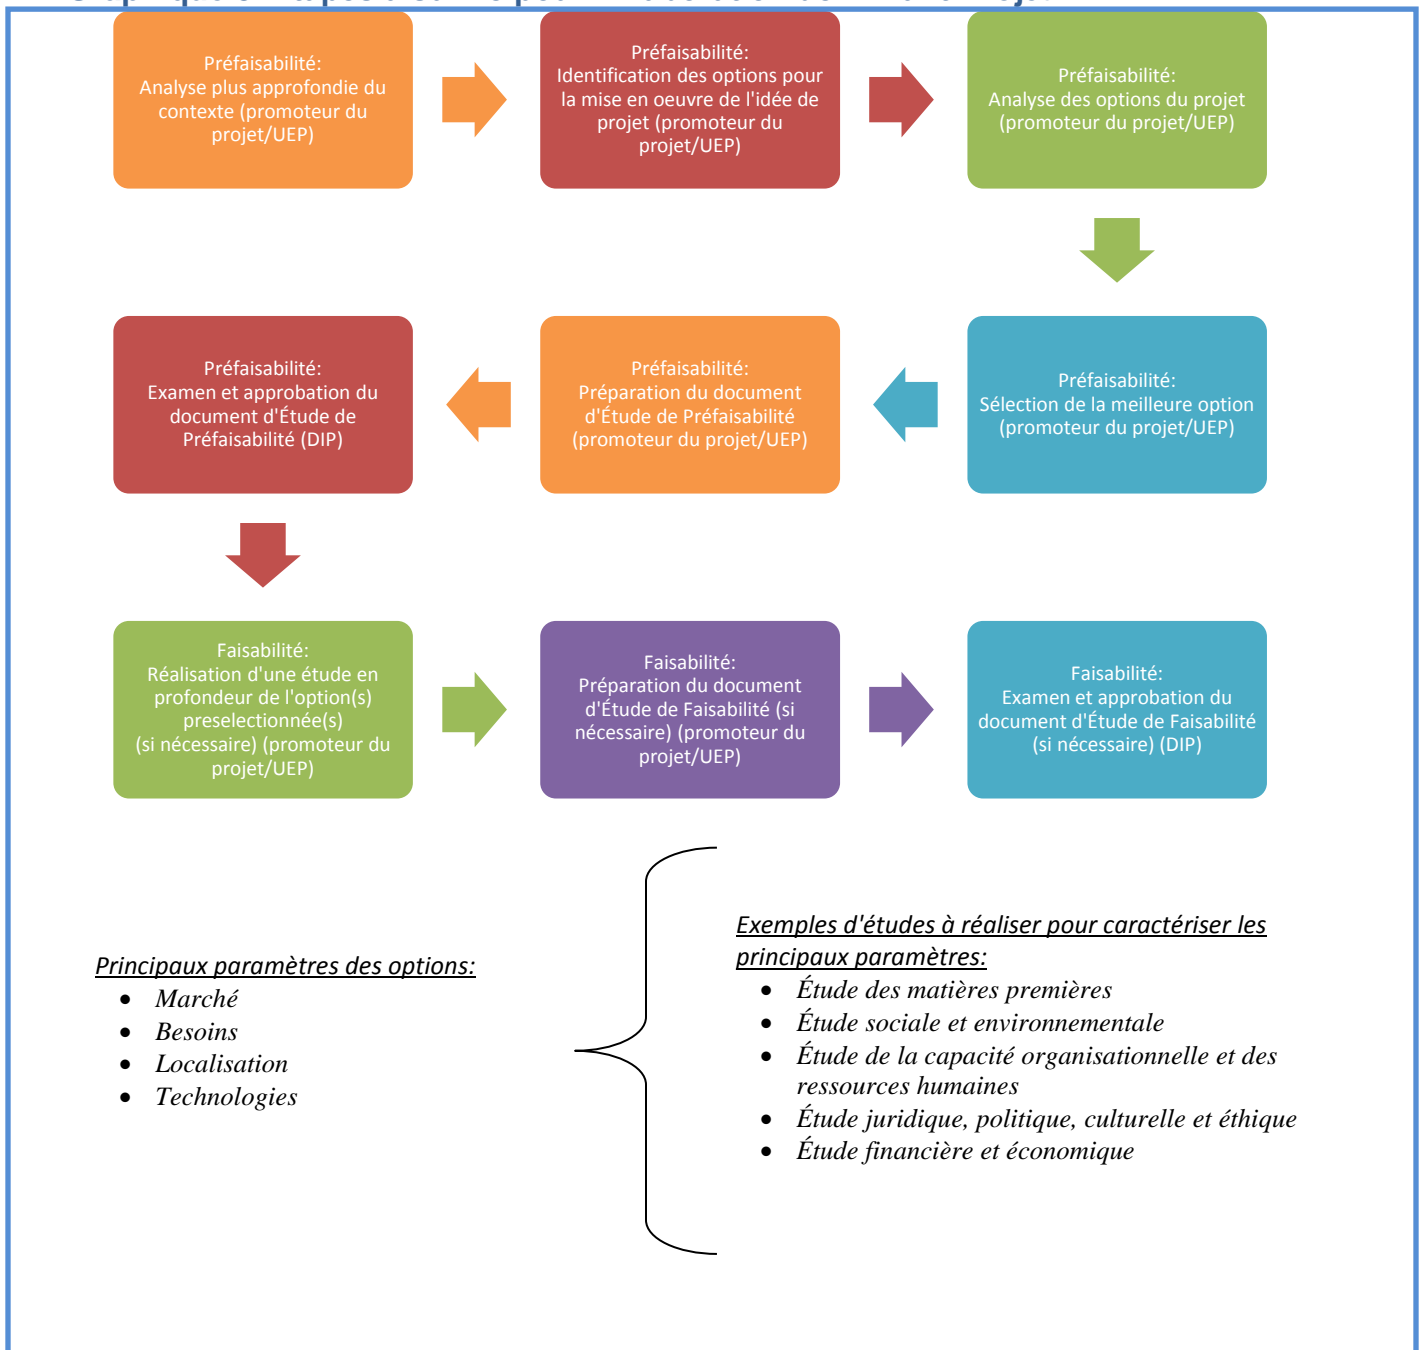 Préfaisabilité:
Analyse plus approfondie du
contexte (promoteur du
projet/UEP)
Préfaisabilité:
Identification des options pour
la mise en oeuvre de l'idée de
projet (promoteur du
projet/UEP)
Préfaisabilité:
Analyse des options du projet
(promoteur du projet/UEP)
Préfaisabilité:
Sélection de la meilleure option
(promoteur du projet/UEP)
Préfaisabilité:
Préparation du document
d'Étude de Préfaisabilité
(promoteur du projet/UEP)
Préfaisabilité:
Examen et approbation du
document d'Étude de
Préfaisabilité (DIP)
Faisabilité:
Réalisation d'une étude en
profondeur de l'option(s)
preselectionnée(s)
(si nécessaire) (promoteur du
projet/UEP)
Faisabilité:
Préparation du document
d'Étude de Faisabilité (si
nécessaire) (promoteur du
projet/UEP)
Faisabilité:
Examen et approbation du
document d'Étude de Faisabilité
(si nécessaire) (DIP)
Principaux paramètres des options:
• Marché
• Besoins
• Localisation
• Technologies
Exemples d'études à réaliser pour caractériser les
principaux paramètres:
• Étude des matières premières
• Étude sociale et environnementale
• Étude de la capacité organisationnelle et des
ressources humaines
• Étude juridique, politique, culturelle et éthique
• Étude financière et économique